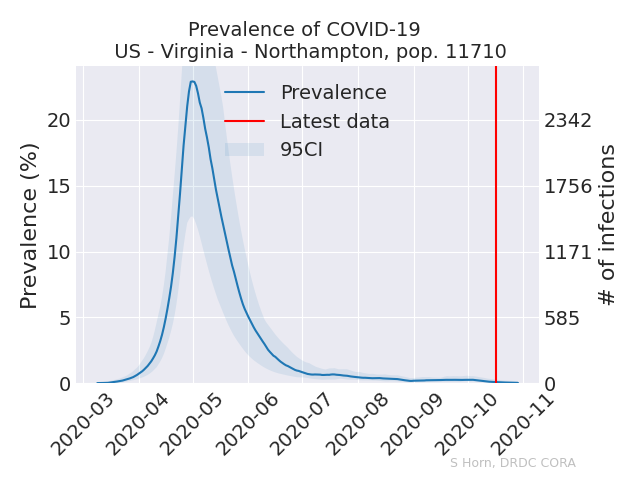 Prevalence of COVID-19
US - Virginia - Northampton, pop. 11710
Prevalence
Latest data
95CI
Prevalence (%)
20
15
10
5
0
2342
1756
1171
585
0
# of infections
2020-03
2020-04
2020-05
2020-06
2020-07
2020-08
2020-09
2020-10
2020-11
S Horn, DRDC CORA